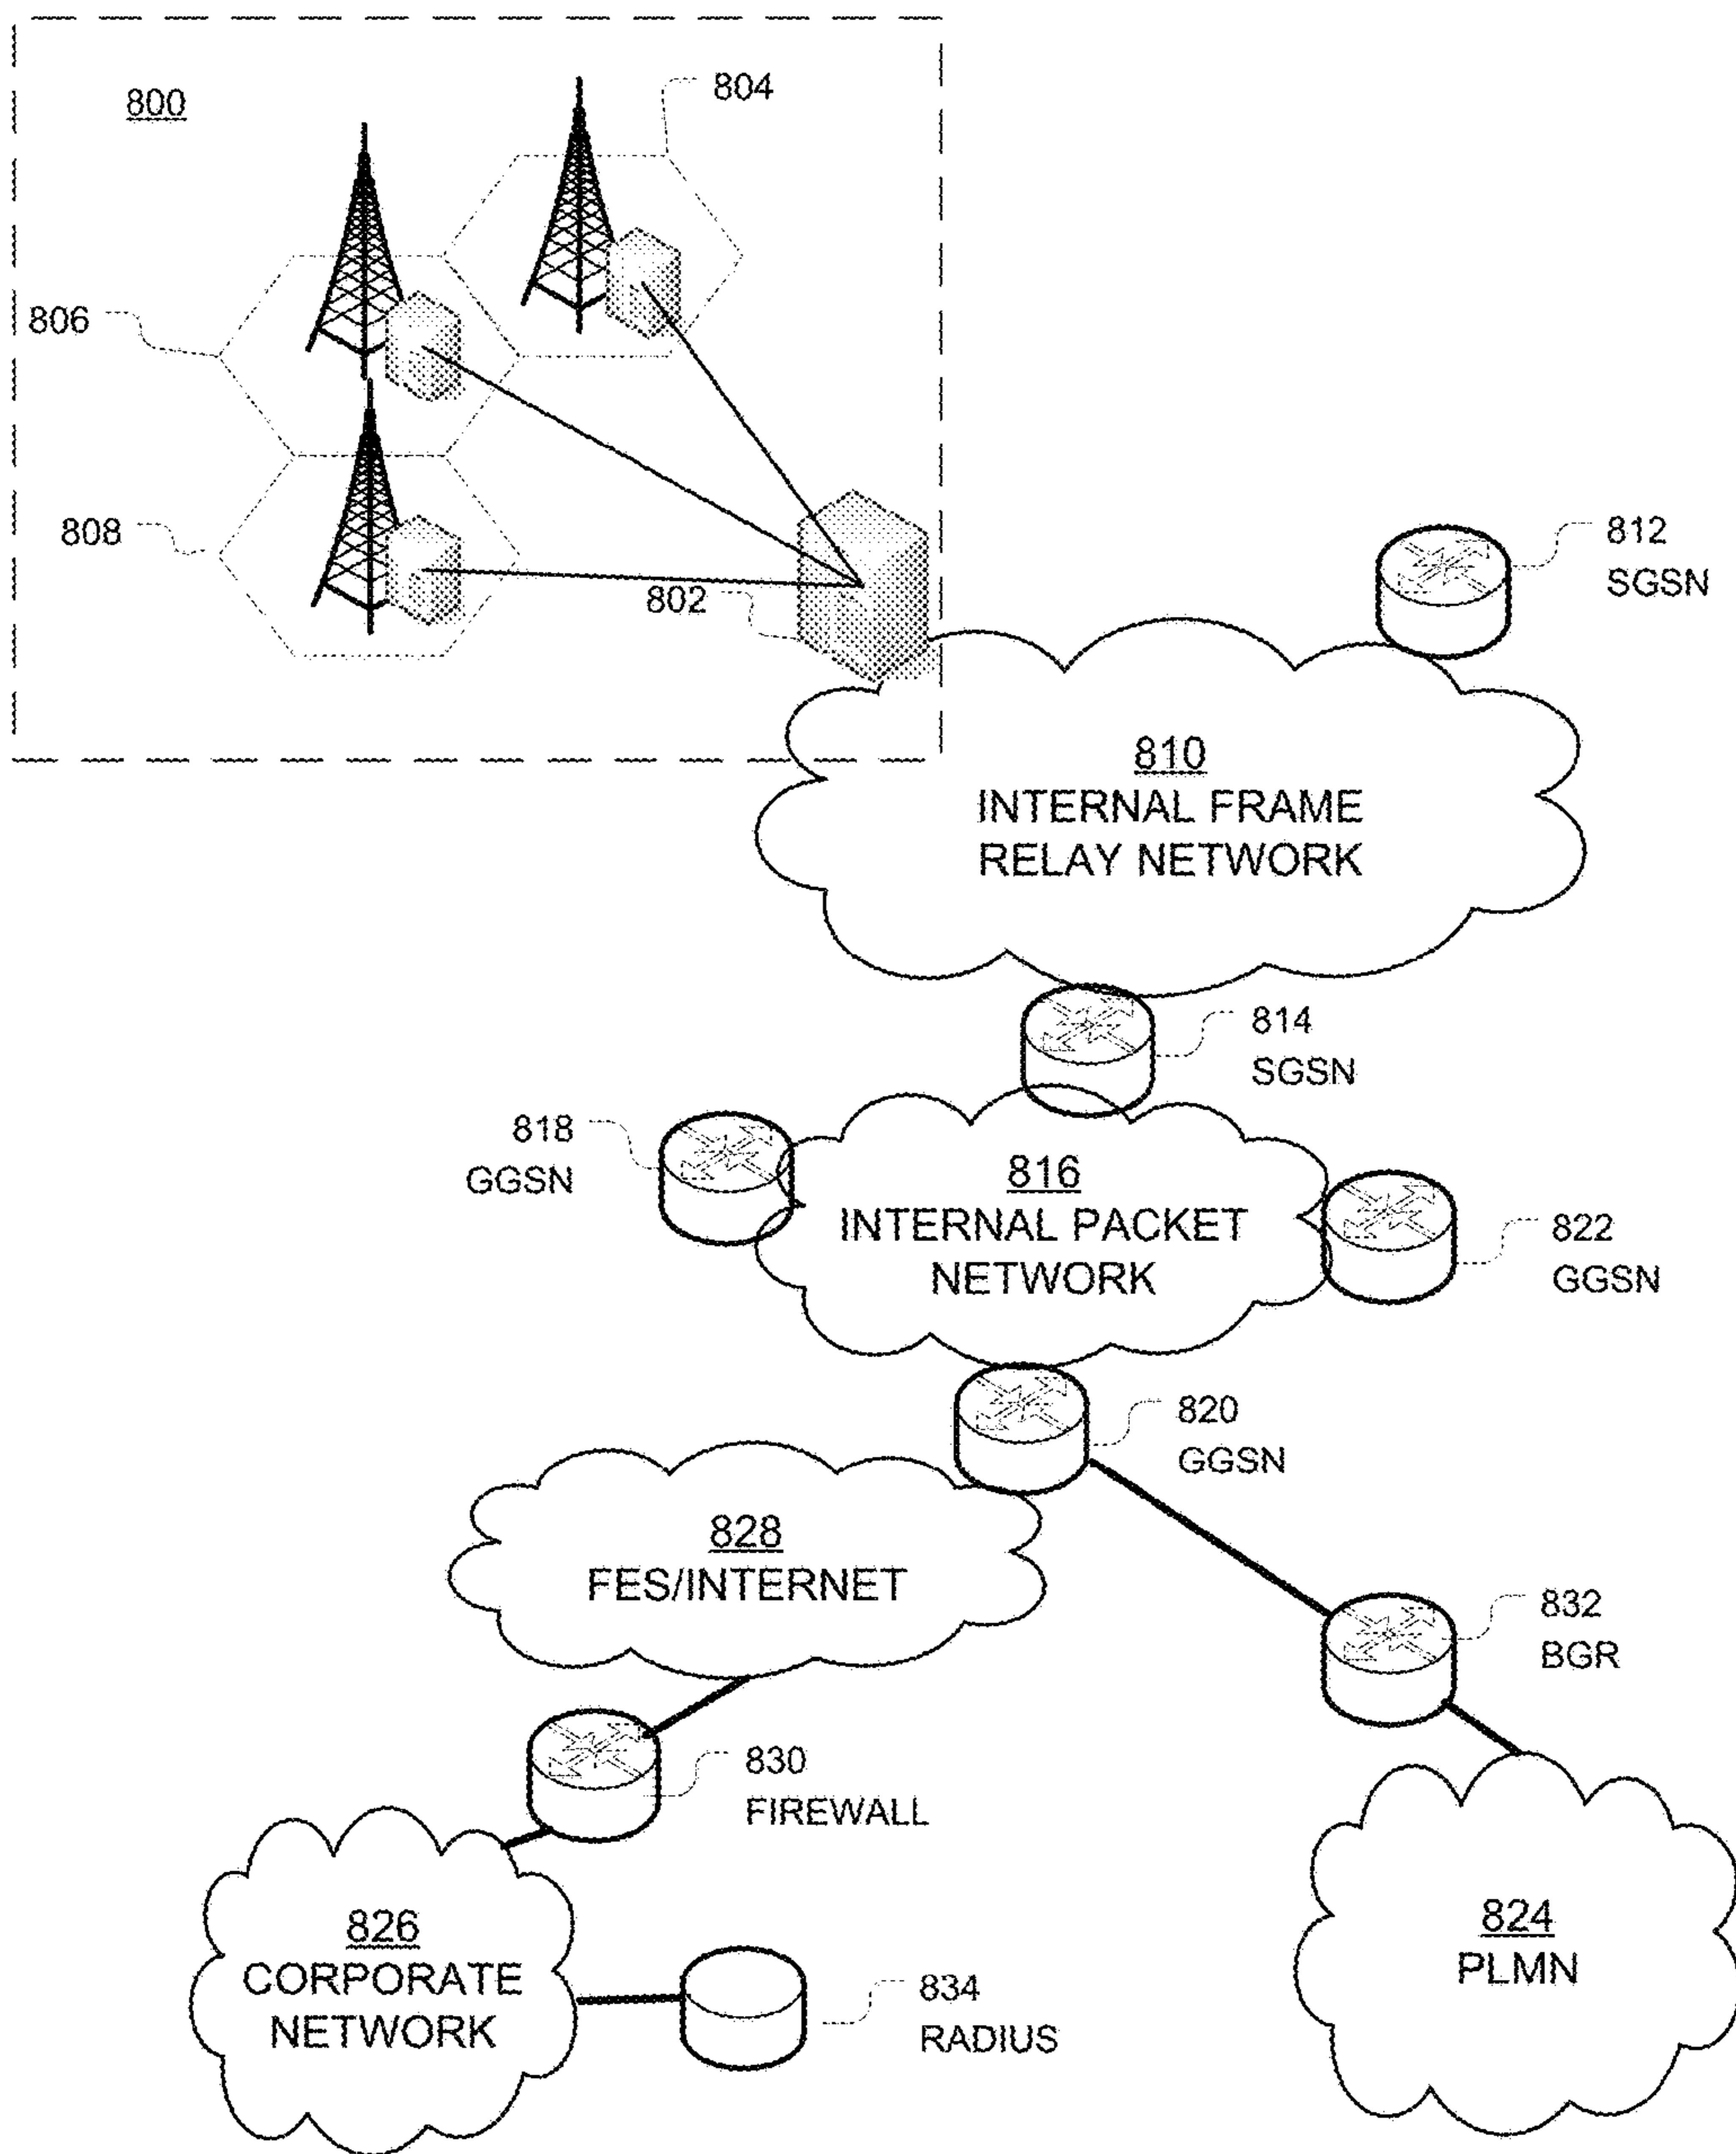 800
804
806
808
802
812
SGSN
810
INTERNAL FRAME
RELAY NETWORK
814
SGSN
818
GGSN
816
INTERNAL PACKET
NETWORK
822
GGSN
820
GGSN
828
FES/INTERNET
832
BGR
830
FIREWALL
826
CORPORATE
NETWORK
834
RADIUS
824
PLMN